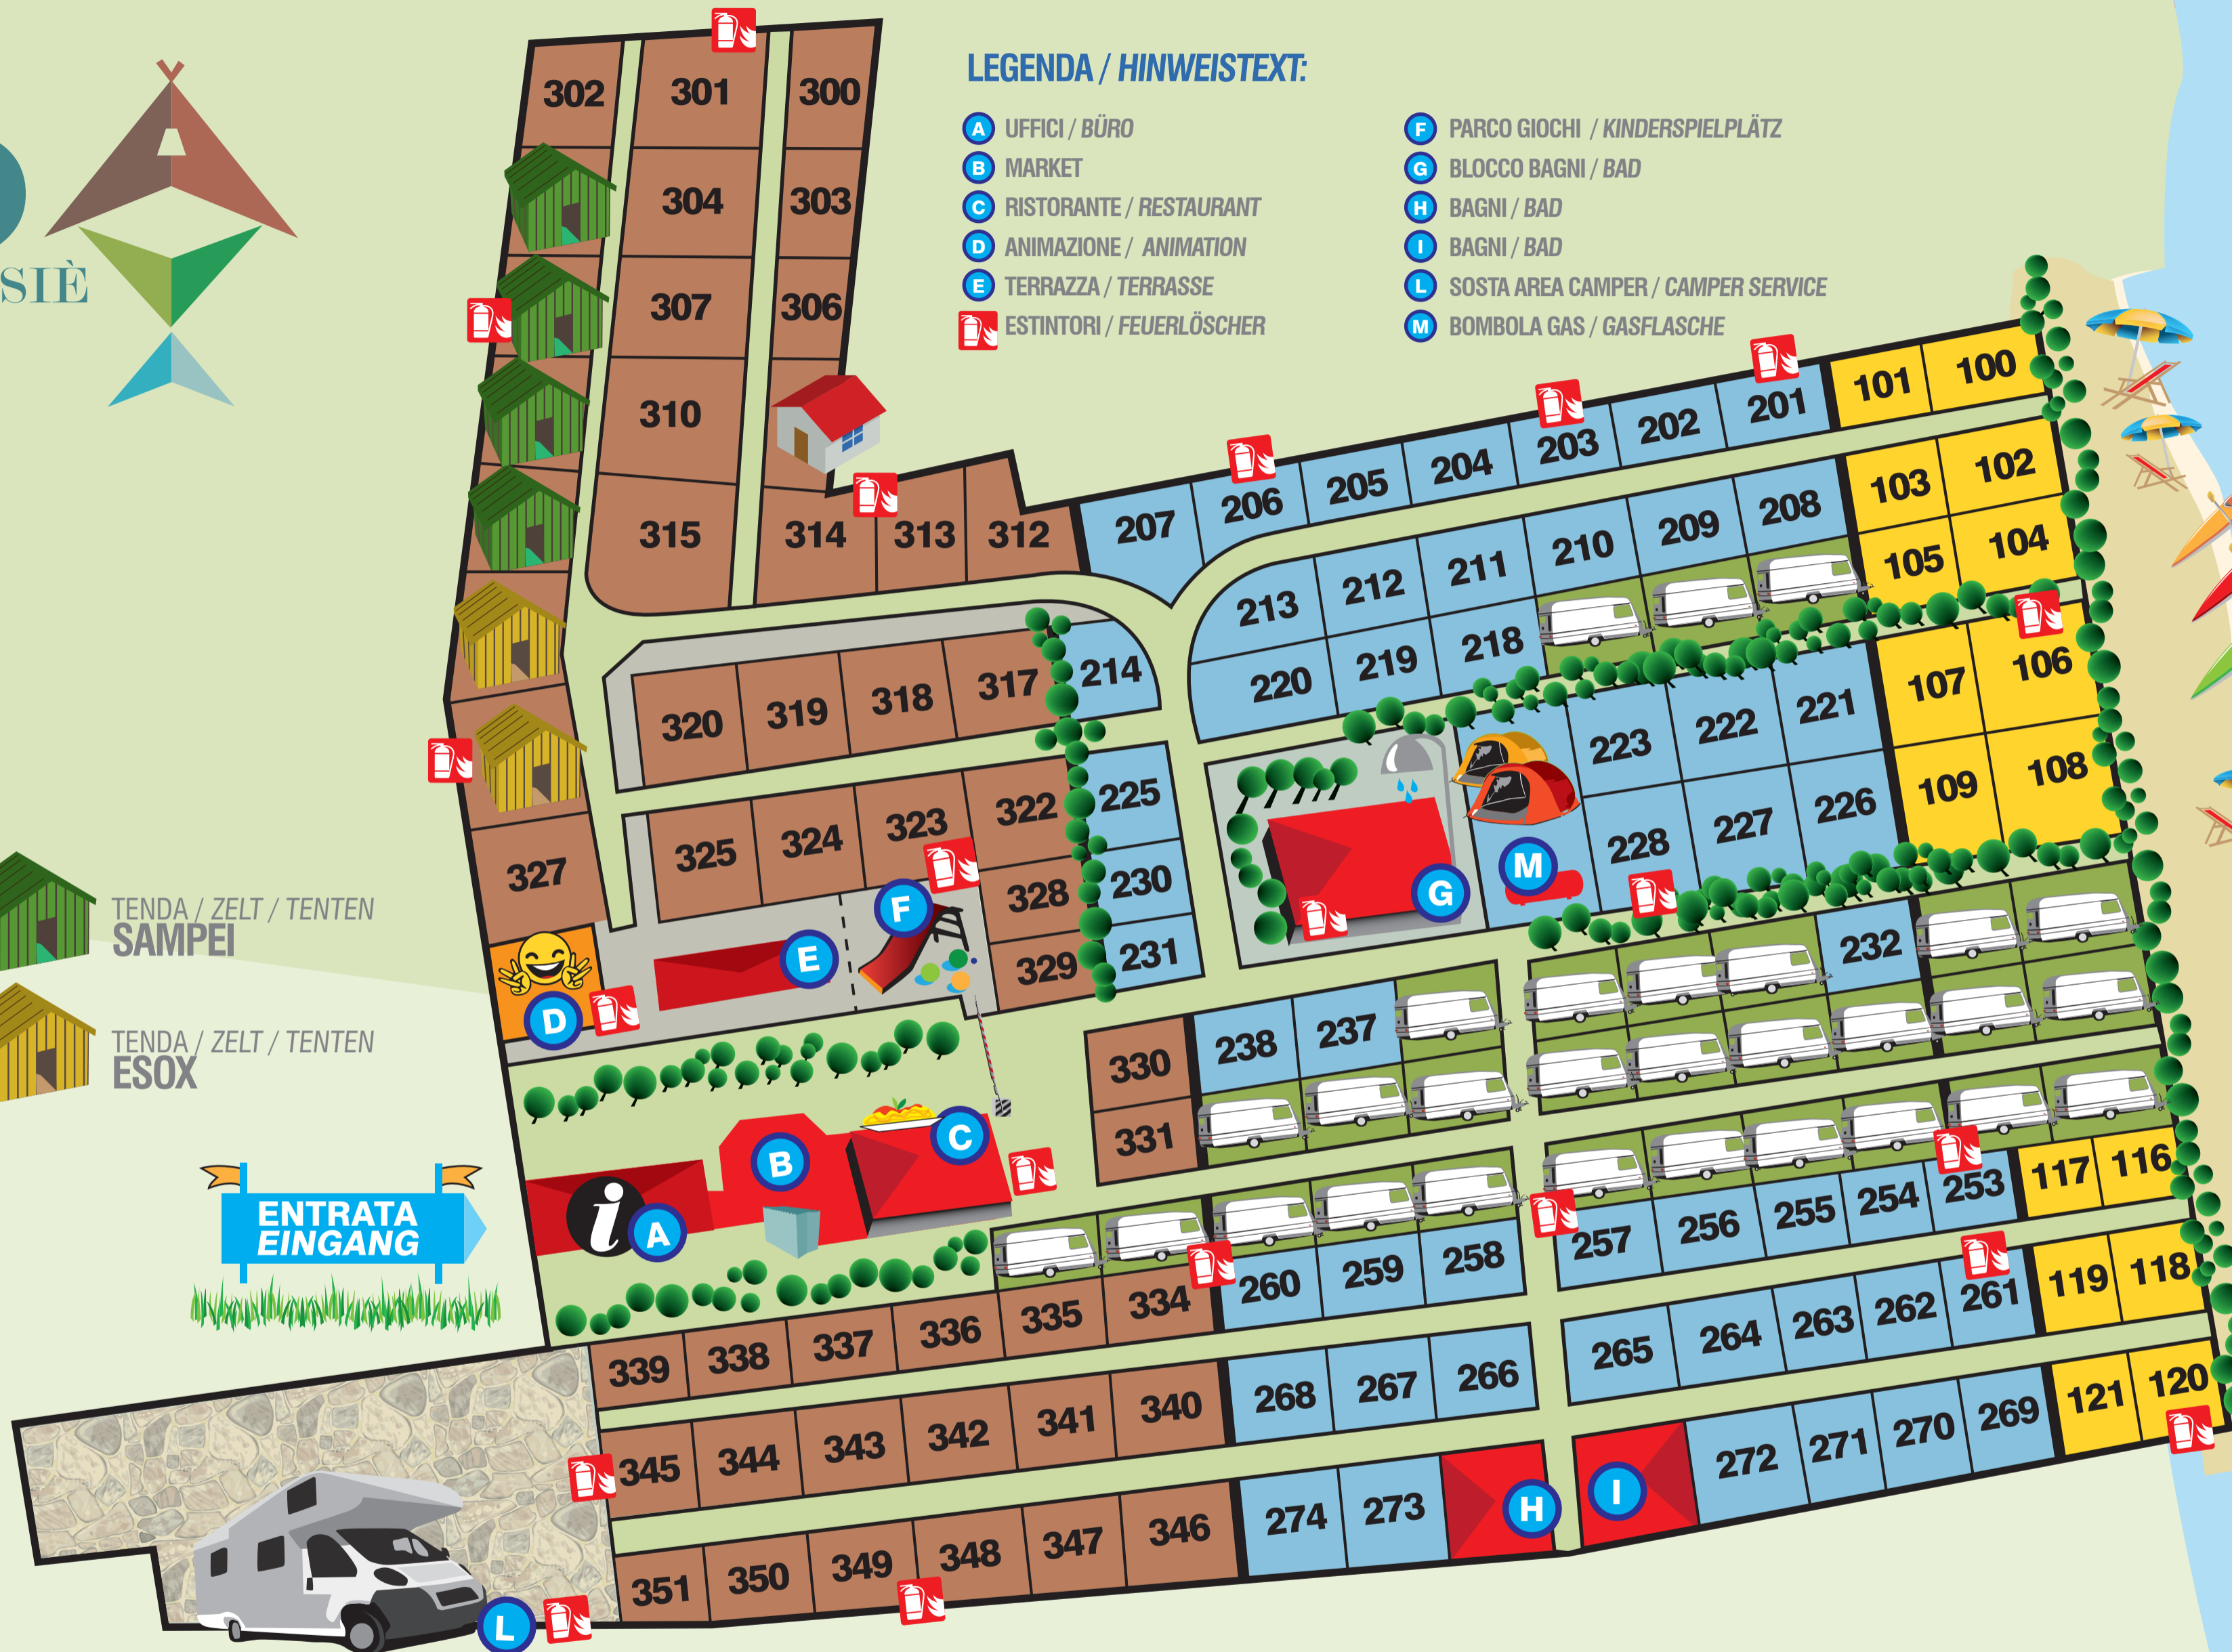 SIÈ
LEGENDA / HINWEISTEXT:
A UFFICI / BÜRO
B MARKET
C RISTORANTE / RESTAURANT
D ANIMAZIONE / ANIMATION
E TERRAZZA / TERRASSE
ESTINTORI / FEUERLÖSCHER
F PARCO GIOCHI / KINDERSPIELPLÄTZ
G BLOCCO BAGNI / BAD
H BAGNI / BAD
I BAGNI / BAD
L SOSTA AREA CAMPER / CAMPER SERVICE
M BOMBOLA GAS / GASFLASCHE
302 301 300
304 303
307 306
310
315 314 313 312
207 206 205 204 203 202 201 101 100
213 212 211 210 209 208 103 102
105 104
220 219 218
320 319 318 317 214
223 222 221 107 106
228 227 226 109 108
M
G
325 324 323 322 225
328 230
329 231
327
F
E
D
TENDA / ZELT / TENTEN
SAMPEI
TENDA / ZELT / TENTEN
ESOX
232
330 238 237
331
C
B
i A
ENTRATA
EINGANG
257 256 255 254 253 117 116
339 338 337 336 335 334 260 259 258
265 264 263 262 261 119 118
345 344 343 342 341 340 268 267 266
272 271 270 269 121 120
351 350 349 348 347 346 274 273 H I
L